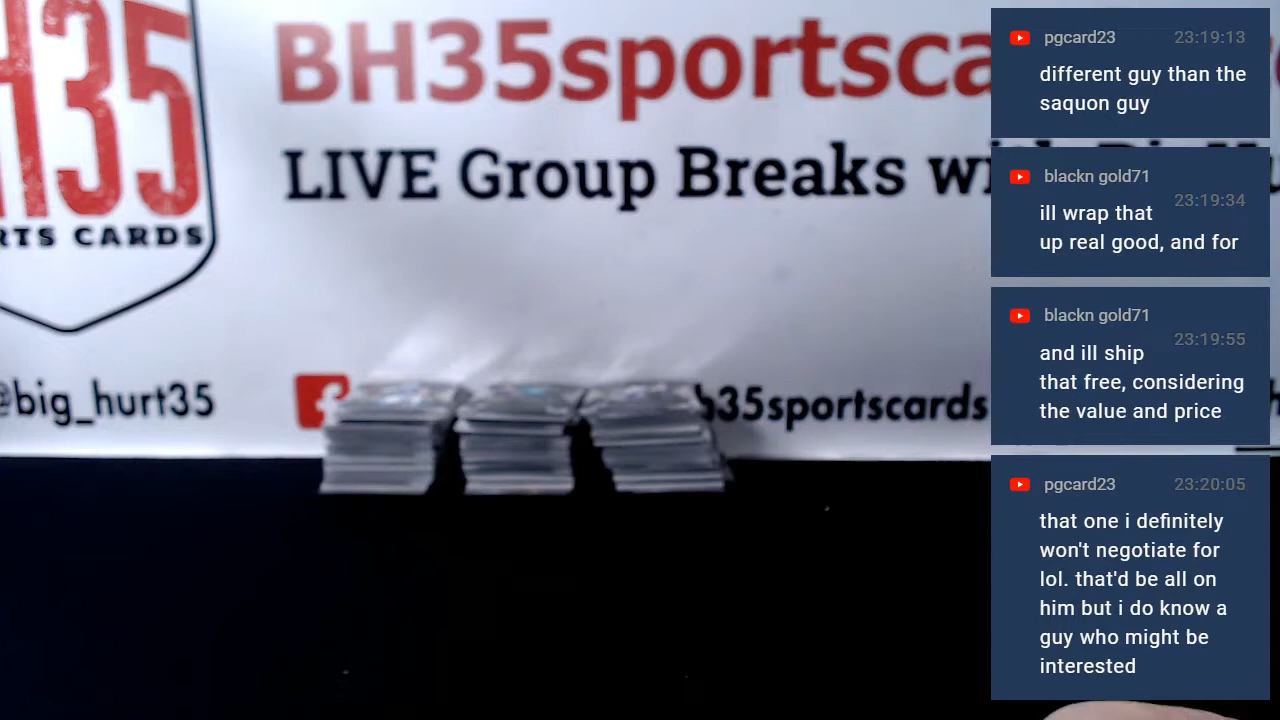 H35
RTS CARDS
BH35sportsca
LIVE Group Breaks wi
@big_hurt35
f
b35sportscards
pgcard23 23:19:13
different guy than the
saquon guy
blackn gold71
23:19:34
ill wrap that
up real good, and for
blackn gold71
23:19:55
and ill ship
that free, considering
the value and price
pgcard23 23:20:05
that one i definitely
won't negotiate for
lol. that'd be all on
him but i do know a
guy who might be
interested